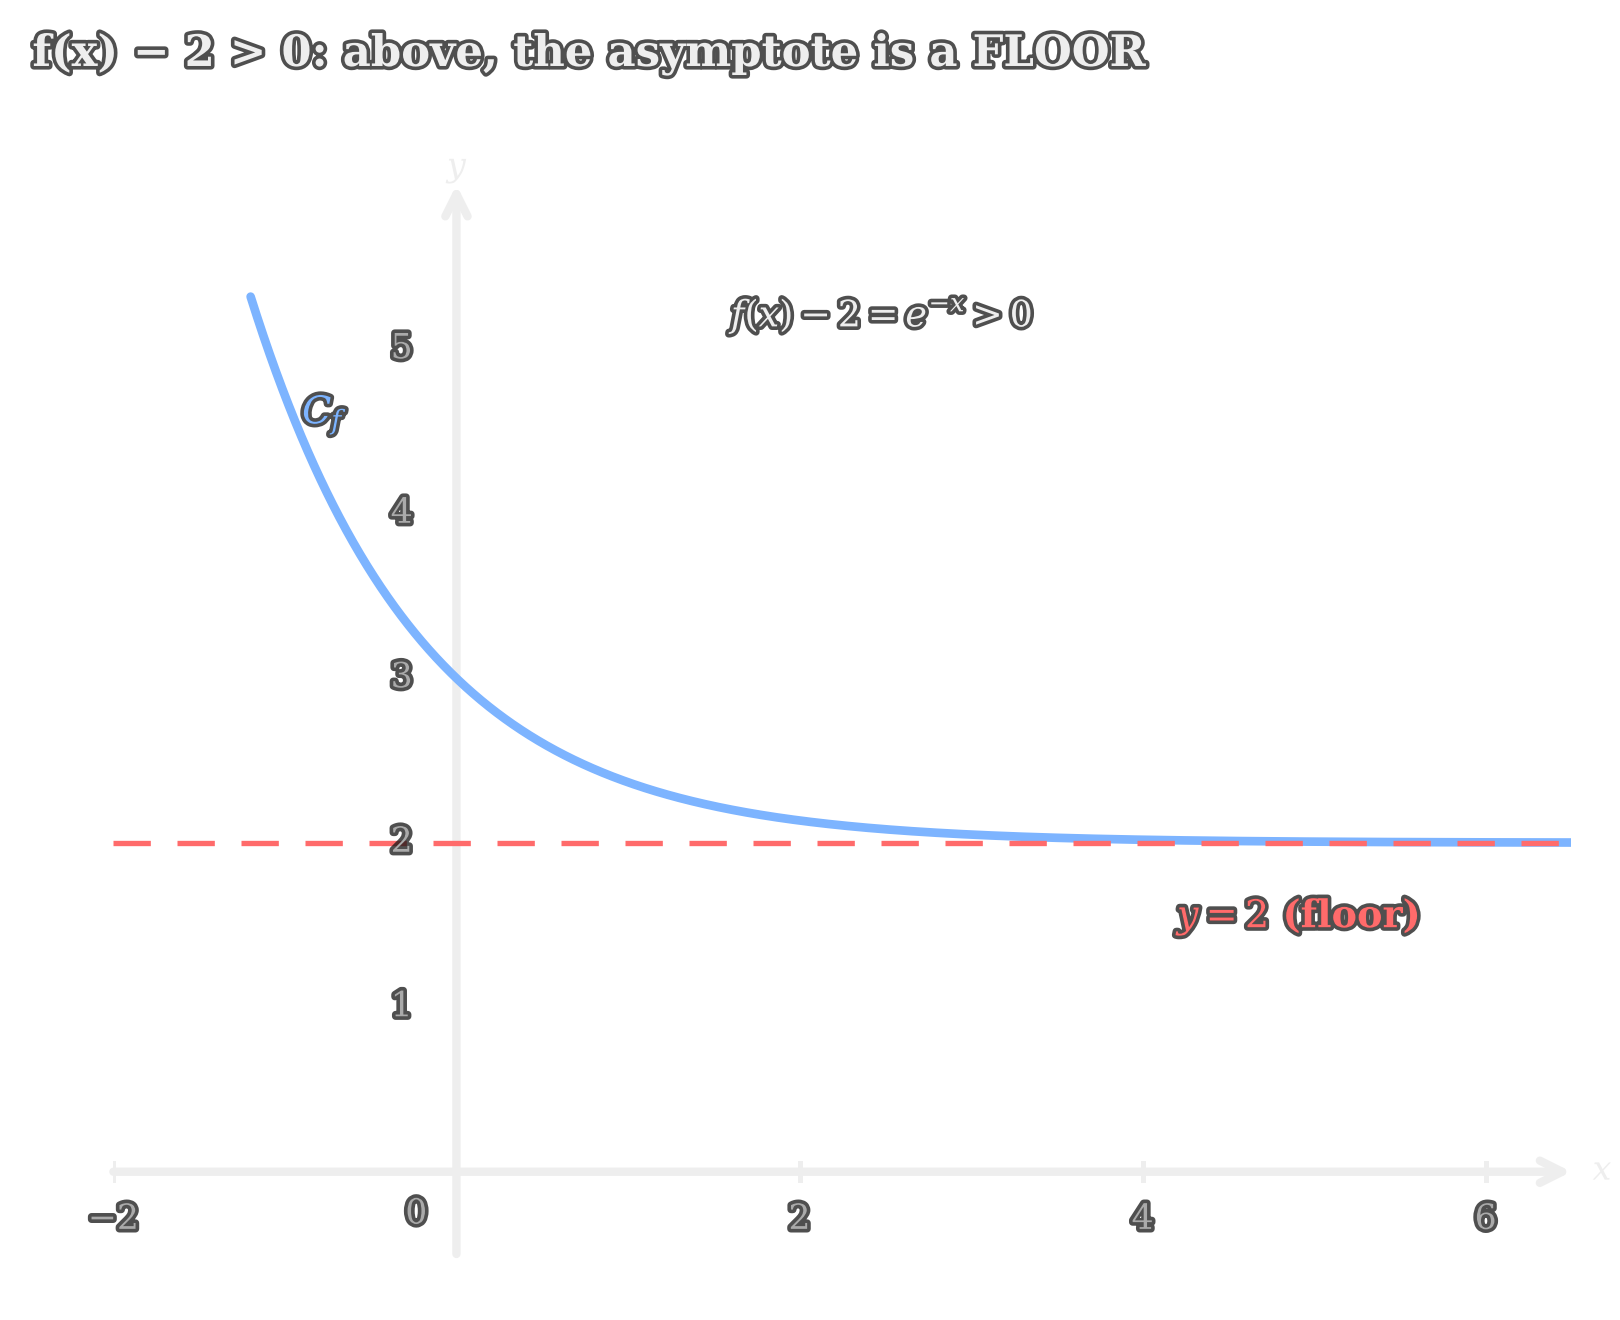 f(x) − 2 > 0: above, the asymptote is a FLOOR
y
f(x) − 2 = e^{−x} > 0
5
C_f
4
3
2
y = 2 (floor)
1
x
−2 0 2 4 6